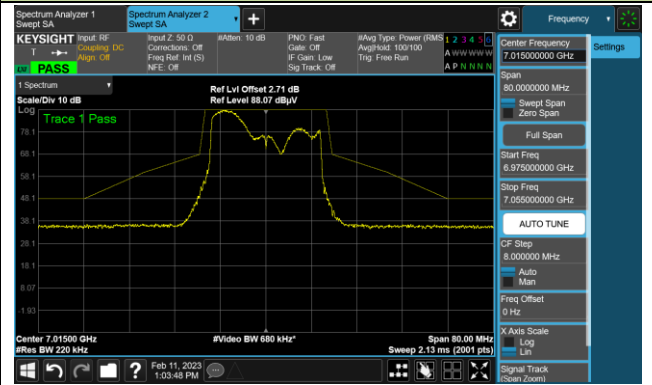 Spectrum Analyzer 1
Swept SA
Spectrum Analyzer 2
Swept SA
Frequency
KEYSIGHT
Input: RF
Coupling: DC
Align: Off
Input Z: 50 Ω
Corrections: Off
Freq Ref: Int (S)
NFE: Off
#Atten: 10 dB
PNO: Fast
Gate: Off
IF Gain: Low
Sig Track: Off
#Avg Type: Power (RMS
Avg|Hold: 100/100
Trig: Free Run
1 2 3 4 5 6
A W W W W W
A P N N N N
T
PASS
Center Frequency
7.015000000 GHz
Settings
Span
80.0000000 MHz
Swept Span
Zero Span
Full Span
Start Freq
6.975000000 GHz
Stop Freq
7.055000000 GHz
AUTO TUNE
CF Step
8.000000 MHz
Auto
Man
Freq Offset
0 Hz
X Axis Scale
Log
Lin
Signal Track
(Span Zoom)
1 Spectrum
Scale/Div 10 dB
Log
Ref Lvl Offset 2.71 dB
Ref Level 88.07 dBµV
Trace 1 Pass
78.1
68.1
58.1
48.1
38.1
28.1
18.1
8.07
-1.93
Center 7.01500 GHz
#Res BW 220 kHz
#Video BW 680 kHz*
Span 80.00 MHz
Sweep 2.13 ms (2001 pts)
Feb 11, 2023
1:03:48 PM